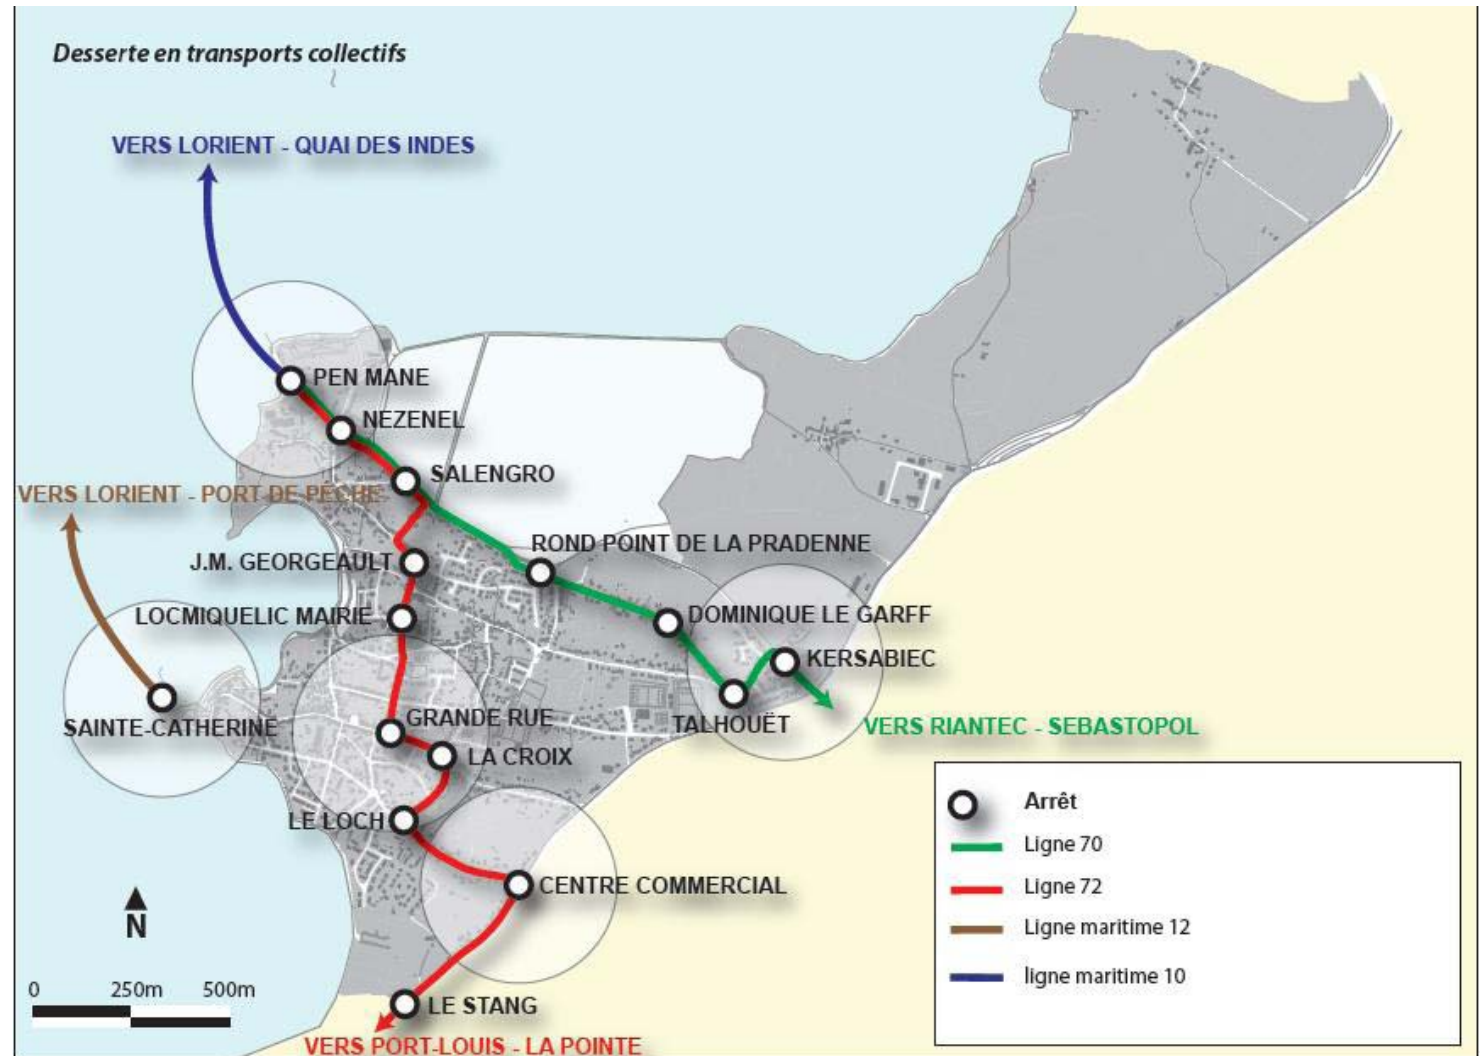 Desserte en transports collectifs
VERS LORIENT - QUAI DES INDES
PEN MANE
NEZENEL
SALENGRO
VERS LORIENT - PORT DE PÊCHE
ROND POINT DE LA PRADENNE
J.M. GEORGEAULT
LOCMIQUELIC MAIRIE
DOMINIQUE LE GARFF
KERSABIEC
SAINTE-CATHERINE
GRANDE RUE
TALHOUËT
VERS RIANTEC - SEBASTOPOL
LA CROIX
LE LOCH
CENTRE COMMERCIAL
LE STANG
VERS PORT-LOUIS - LA POINTE
N
0 250m 500m
Arrêt
Ligne 70
Ligne 72
Ligne maritime 12
ligne maritime 10